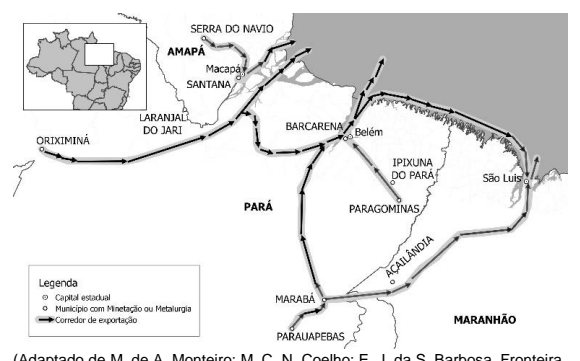 SERRA DO NAVIO
AMAPÁ
Macapá
SANTANA
LARANJAL
DO JARI
ORIXIMINÁ
BARCARENA
Belém
IPIXUNA
DO PARÁ
São Luis
PARÁ
PARAGOMINAS
AÇAILÂNDIA
MARABÁ
MARANHÃO
PARAUAPEBAS
Legenda
Capital estadual
Município com Minetação ou Metalurgia
Corredor de exportação
(Adaptado de M. de A. Monteiro; M. C. N. Coelho; E. J. da S. Barbosa. Fronteira,